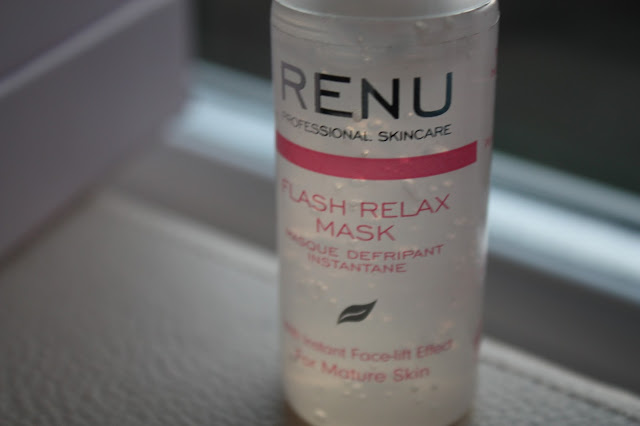 RENU
PROFESSIONAL SKINCARE
FLASH RELAX
MASK
MASQUE DEFRIPANT
INSTANTANE
Instant Face-lift Effect
For Mature Skin